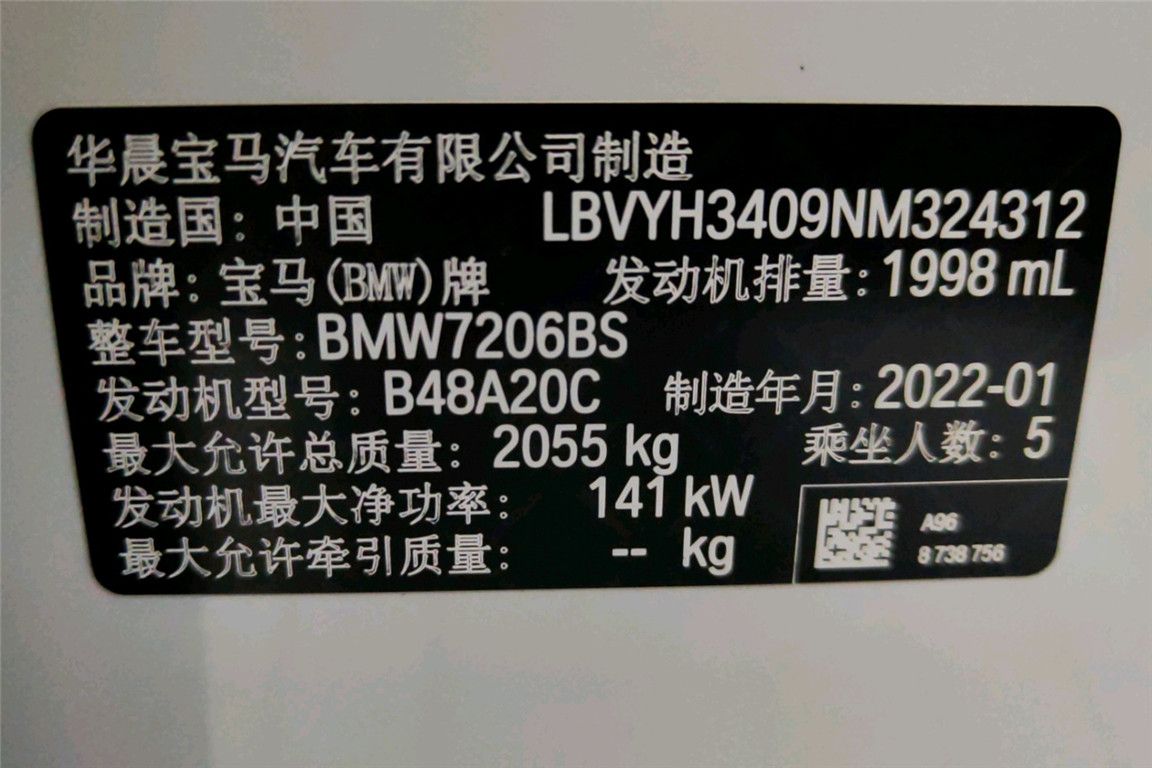 华晨宝马汽车有限公司制造
制造国：中国 LBVYH3409NM324312
品牌：宝马(BMW)牌 发动机排量：1998 mL
整车型号：BMW7206BS
发动机型号：B48A20C 制造年月：2022-01
最大允许总质量：2055 kg 乘坐人数：5
发动机最大净功率：141 kW
最大允许牵引质量：-- kg
A96
8 738 756